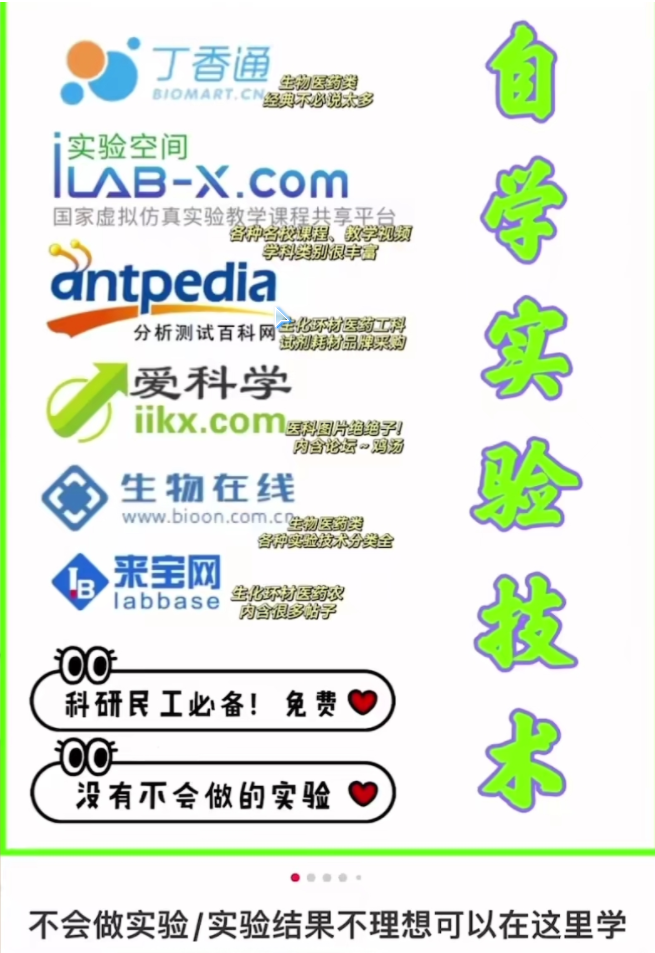 丁香通
BIOMART.CN
生物医药类
经典不必说太多
实验空间
iLAB-X.com
国家虚拟仿真实验教学课程共享平台
各种名校课程、教学视频
学科类别很丰富
antpedia
分析测试百科网
生化环材医药工科
试剂耗材品牌采购
爱科学
iikx.com
医科图片绝绝子!
内含论坛~鸡汤
生物在线
www.bioon.com.cn
生物医药类
各种实验技术分类全
LB
来宝网
labbase
生化环材医药农
内含很多帖子
科研民工必备! 免费
没有不会做的实验
自
学
实
验
技
术
不会做实验/实验结果不理想可以在这里学